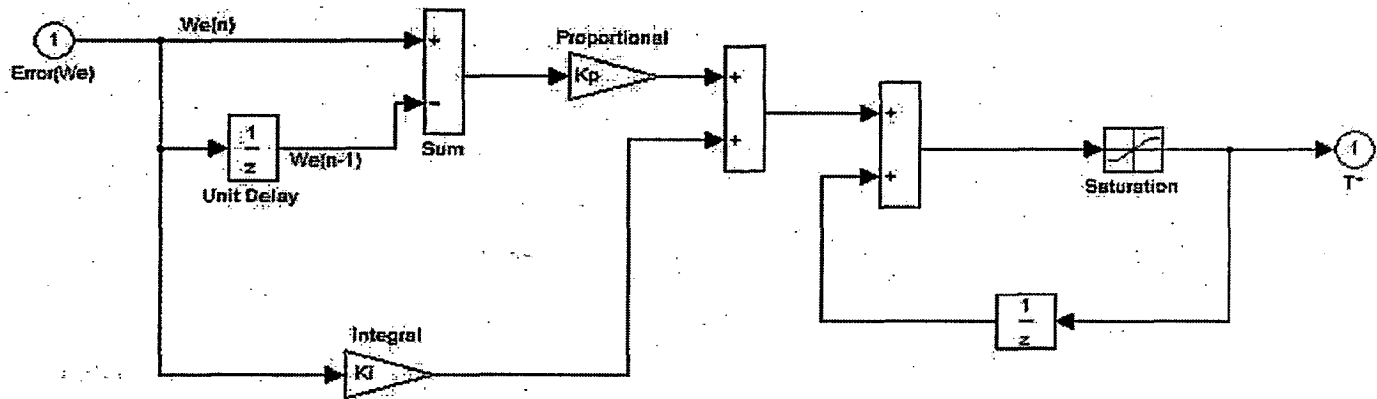 1
Error(We)
We(n)
1
z
Unit Delay
We(n-1)
+
−
Sum
Proportional
Kp
Integral
Ki
+
+
+
+
Saturation
1
z
1
T*